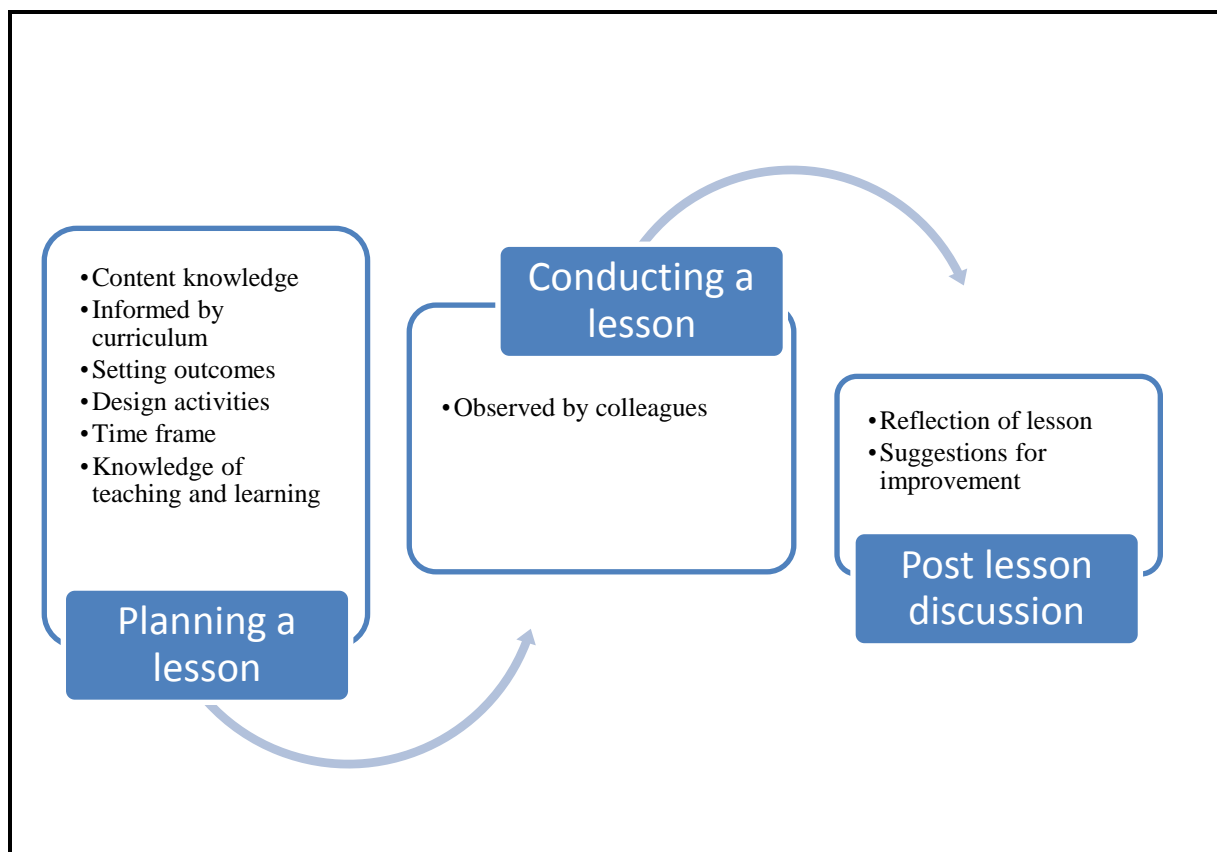 •Content knowledge
•Informed by
curriculum
•Setting outcomes
•Design activities
•Time frame
•Knowledge of
teaching and learning
Planning a
lesson
Conducting a
lesson
•Observed by colleagues
•Reflection of lesson
•Suggestions for
improvement
Post lesson
discussion